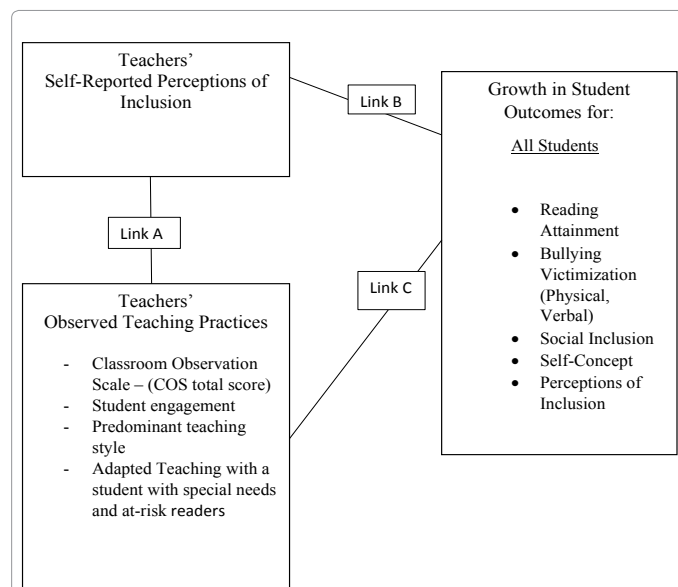 Teachers'
Self-Reported Perceptions of
Inclusion
Link B
Growth in Student
Outcomes for:
All Students
• Reading
Attainment
• Bullying
Victimization
(Physical,
Verbal)
• Social Inclusion
• Self-Concept
• Perceptions of
Inclusion
Link A
Link C
Teachers'
Observed Teaching Practices
- Classroom Observation
Scale – (COS total score)
- Student engagement
- Predominant teaching
style
- Adapted Teaching with a
student with special needs
and at-risk readers